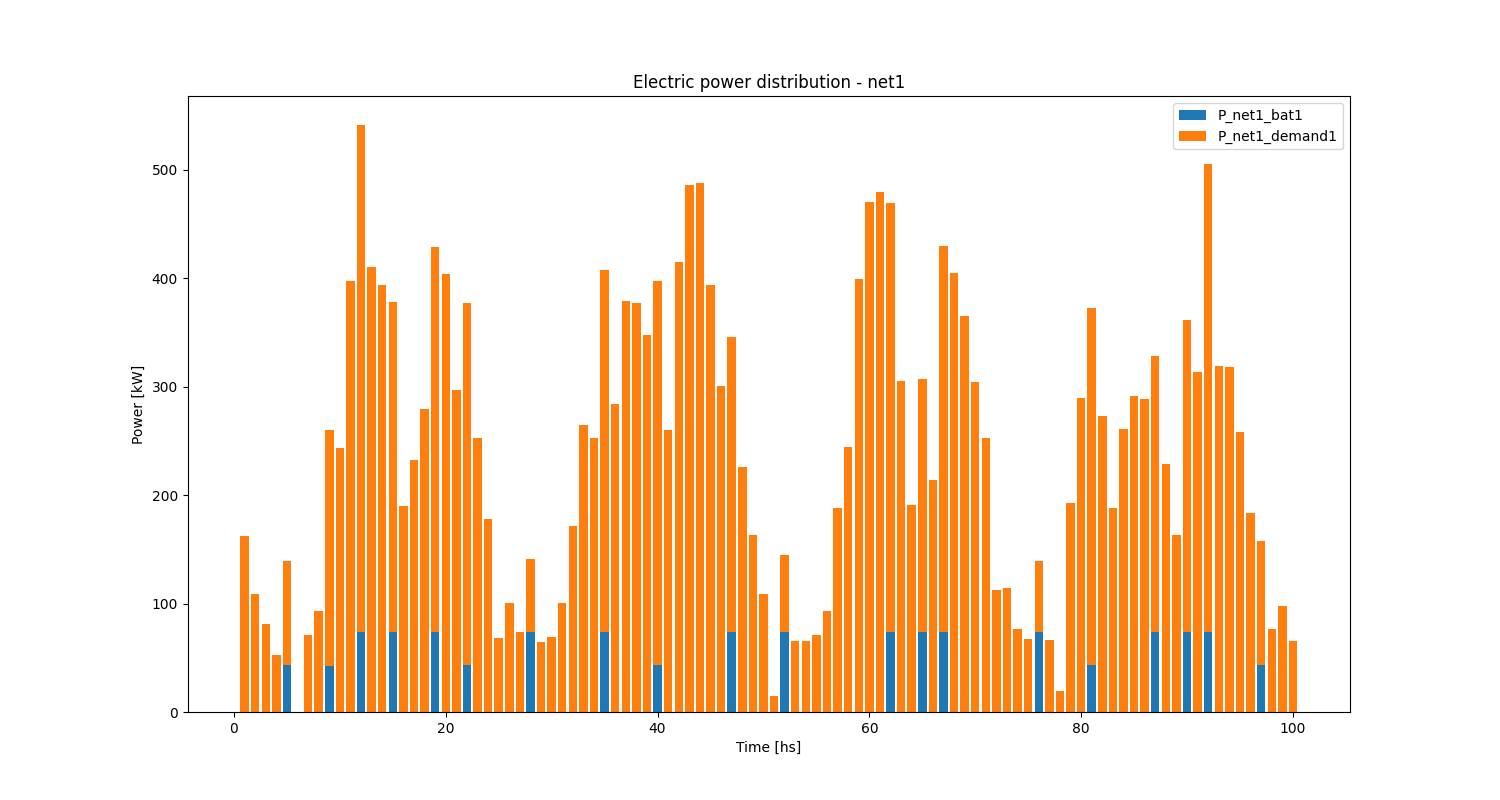 Electric power distribution - net1
P_net1_bat1
P_net1_demand1
500
400
300
200
100
0
Power [kW]
0 20 40 60 80 100
Time [hs]